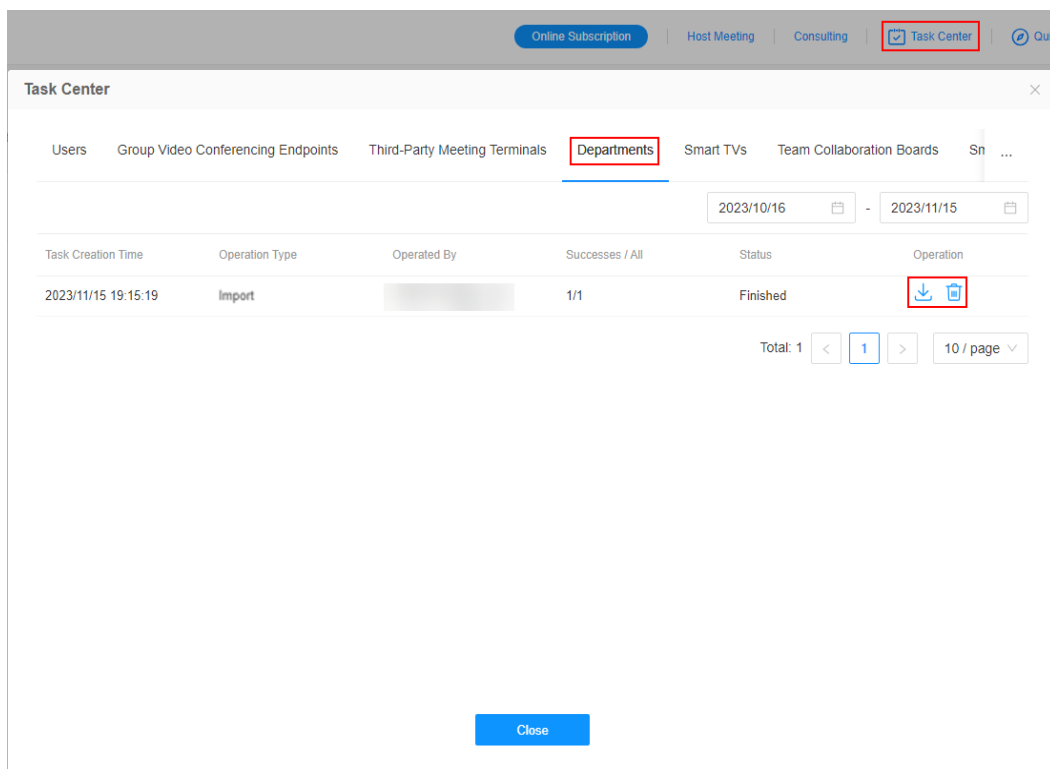 Online Subscription Host Meeting Consulting Task Center
Task Center
Users Group Video Conferencing Endpoints Third-Party Meeting Terminals Departments Smart TVs Team Collaboration Boards ...
2023/10/16 - 2023/11/15
Task Creation Time Operation Type Operated By Successes / All Status Operation
2023/11/15 19:15:19 Import 1/1 Finished
Total: 1 < 1 > 10 / page
Close